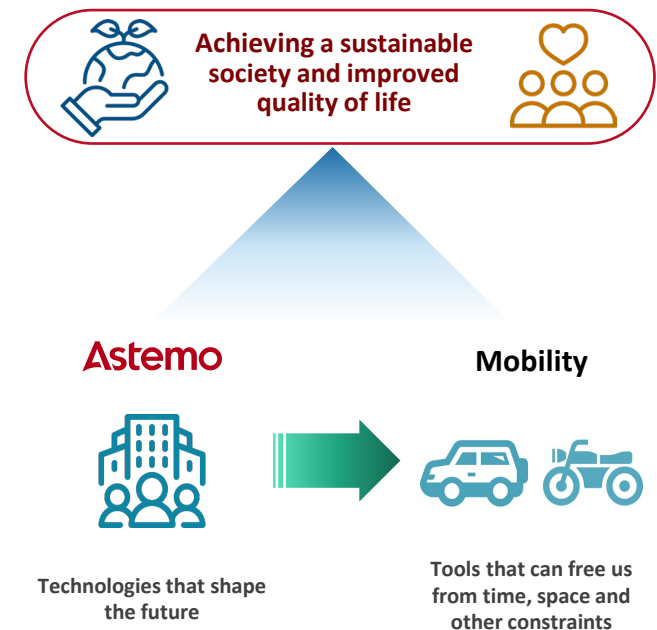 Achieving a sustainable
society and improved
quality of life
Astemo
Mobility
Technologies that shape
the future
Tools that can free us
from time, space and
other constraints